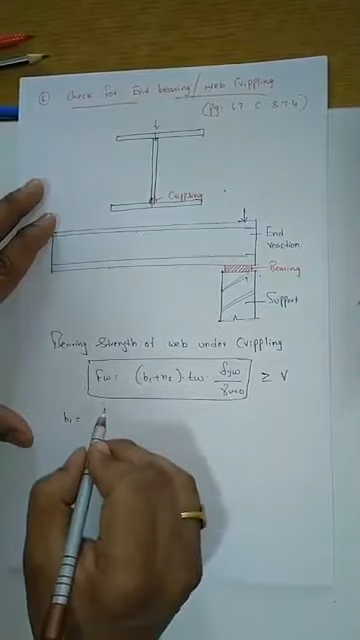 6 Check for End bearing / Web Crippling
(Pg. 67 C. 8.7.4)
Crippling
End
reaction
Bearing
Support
Bearing Strength of web under Crippling
Fw = (b₁+n₂) · tw fyw / γm0 ≥ V
b₁ =